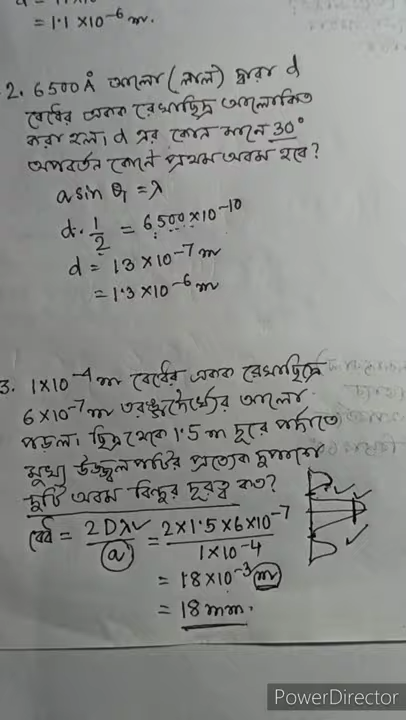 = 1.1 × 10⁻⁶ m.
2. 6500 Å আলো (লাল) দ্বারা d
বেধের একক রেখাছিদ্র আলোকিত
করা হল। d এর কোন মানে 30°
অপবর্তন কোনে প্রথম অবম হবে?
a sin θ₁ = λ
d · 1/2 = 6500 × 10⁻¹⁰
d = 13 × 10⁻⁷ m
= 1.3 × 10⁻⁶ m
3. 1 × 10⁻⁴ m বেধের একক রেখাছিদ্রে
6 × 10⁻⁷ m তরঙ্গদৈর্ঘ্যের আলো
পড়ল। ছিদ্র থেকে 1.5 m দূরে পর্দাতে
মুখ্য উজ্জ্বল পটির প্রত্যেক দুপাশে
দুটি অবম বিন্দুর দূরত্ব কত?
বেধ = 2Dλ/a = 2 × 1.5 × 6 × 10⁻⁷ / 1 × 10⁻⁴
= 18 × 10⁻³ m
= 18 mm.
PowerDirector